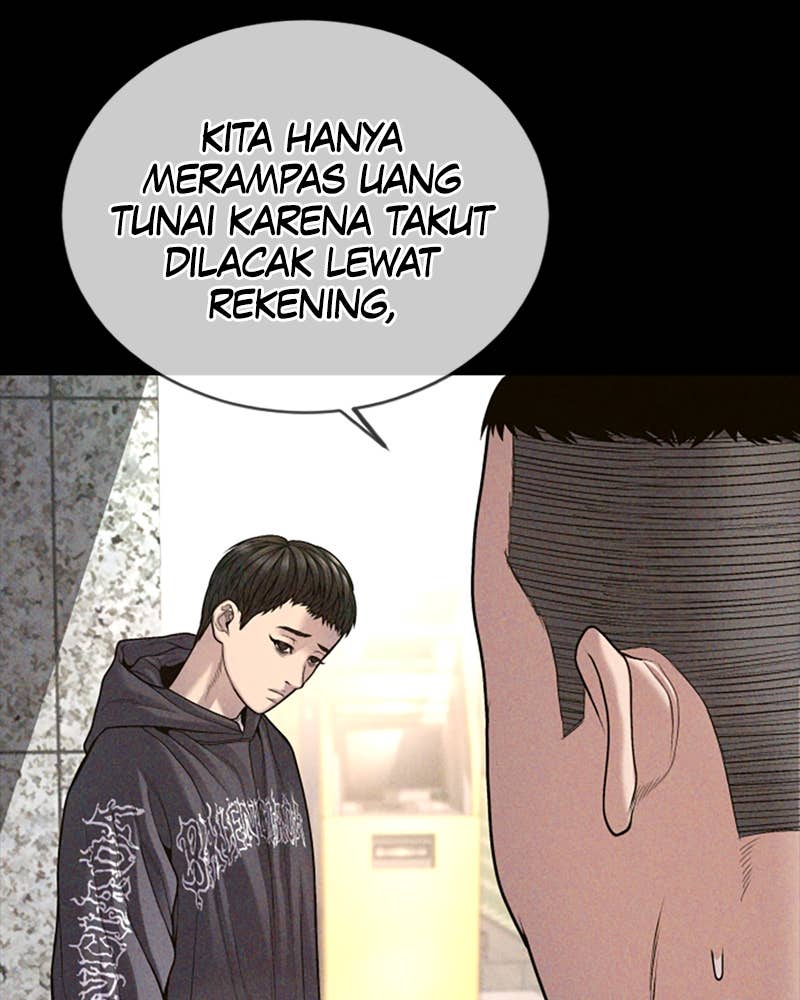 KITA HANYA
MERAMPAS UANG
TUNAI KARENA TAKUT
DILACAK LEWAT
REKENING,